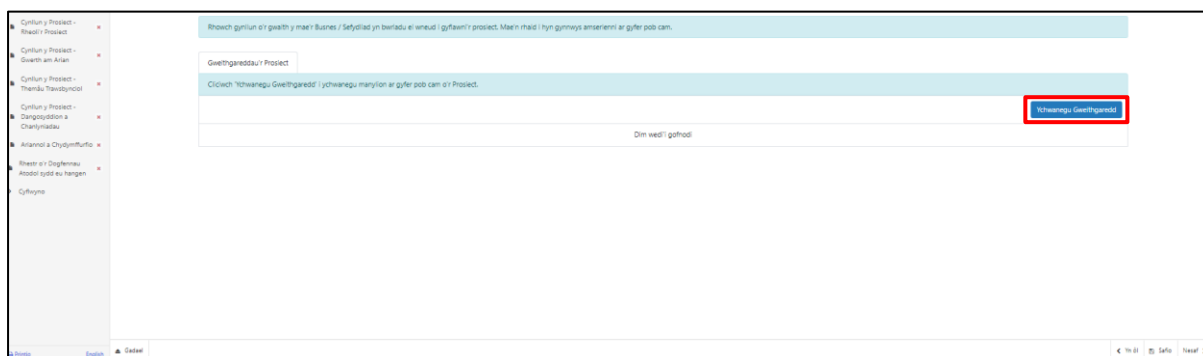 Cynllun y Prosiect -
Rheoli'r Prosiect
Cynllun y Prosiect -
Gwerth am Arian
Cynllun y Prosiect -
Themâu Trawsbynciol
Cynllun y Prosiect -
Dangosyddion a
Chanlyniadau
Ariannol a Chydymffurfio
Rhestr o'r Dogfennau
Atodol sydd eu hangen
Cyflwyno
Rhowch gynllun o'r gwaith y mae'r Busnes / Sefydliad yn bwriadu ei wneud i gyflawni'r prosiect. Mae'n rhaid i hyn gynnwys amserlenni ar gyfer pob cam.
Gweithgareddau'r Prosiect
Cliciwch 'Ychwanegu Gweithgaredd' i ychwanegu manylion ar gyfer pob cam o'r Prosiect.
Ychwanegu Gweithgaredd
Dim wedi'i gofnodi
English
Gadael
Yn ôl
Safio
Nesaf